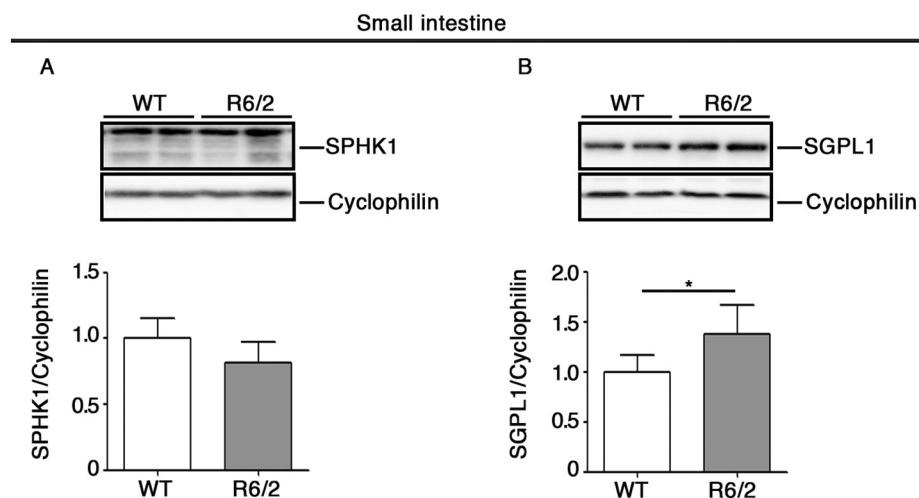 Small intestine
A
WT R6/2
SPHK1
Cyclophilin
SPHK1/Cyclophilin
1.5
1.0
0.5
0
WT R6/2
B
WT R6/2
SGPL1
Cyclophilin
SGPL1/Cyclophilin
2.0
1.5
1.0
0.5
0
*
WT R6/2